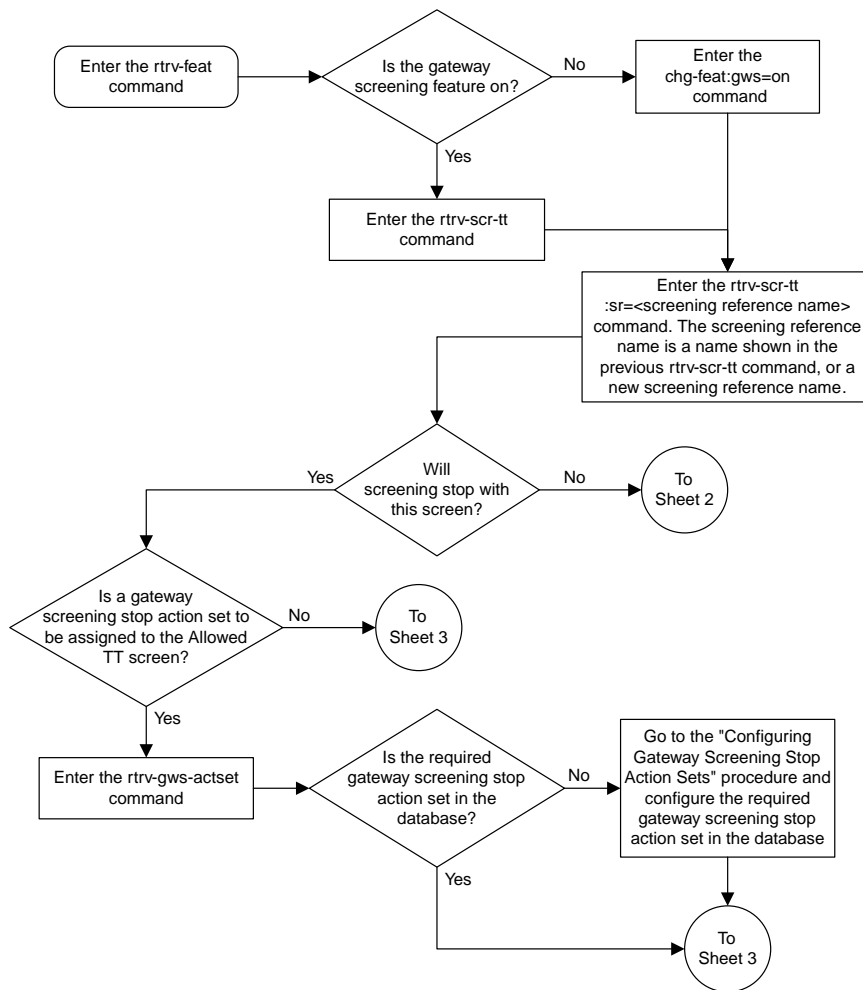 Enter the rtrv-feat
command
Is the gateway
screening feature on?
No
Enter the
chg-feat:gws=on
command
Yes
Enter the rtrv-scr-tt
command
Enter the rtrv-scr-tt
:sr=<screening reference name>
command. The screening reference
name is a name shown in the
previous rtrv-scr-tt command, or a
new screening reference name.
Yes
Will
screening stop with
this screen?
No
To
Sheet 2
Is a gateway
screening stop action set to
be assigned to the Allowed
TT screen?
No
To
Sheet 3
Yes
Enter the rtrv-gws-actset
command
Is the required
gateway screening stop
action set in the
database?
No
Go to the "Configuring
Gateway Screening Stop
Action Sets" procedure and
configure the required
gateway screening stop
action set in the database
Yes
To
Sheet 3